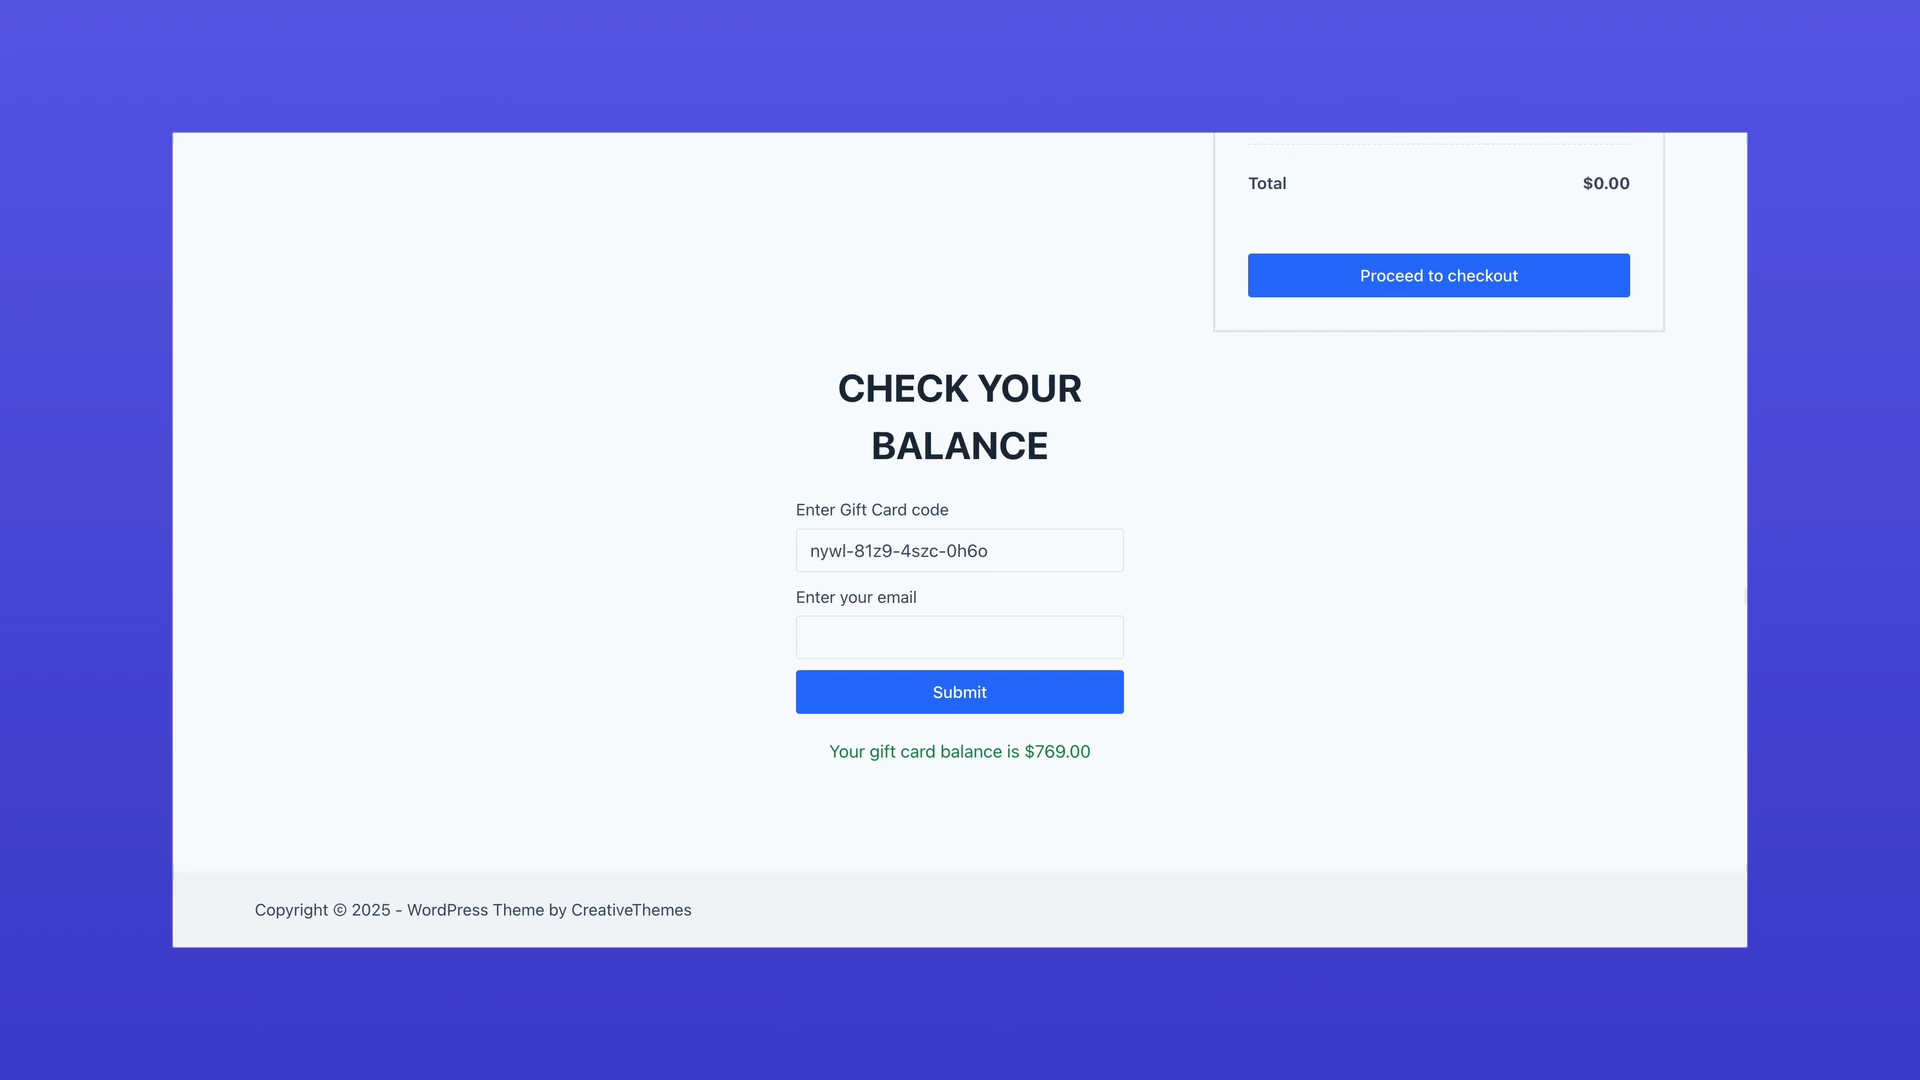 Total $0.00
Proceed to checkout
CHECK YOUR
BALANCE
Enter Gift Card code
nywl-81z9-4szc-0h6o
Enter your email
Submit
Your gift card balance is $769.00
Copyright © 2025 - WordPress Theme by CreativeThemes